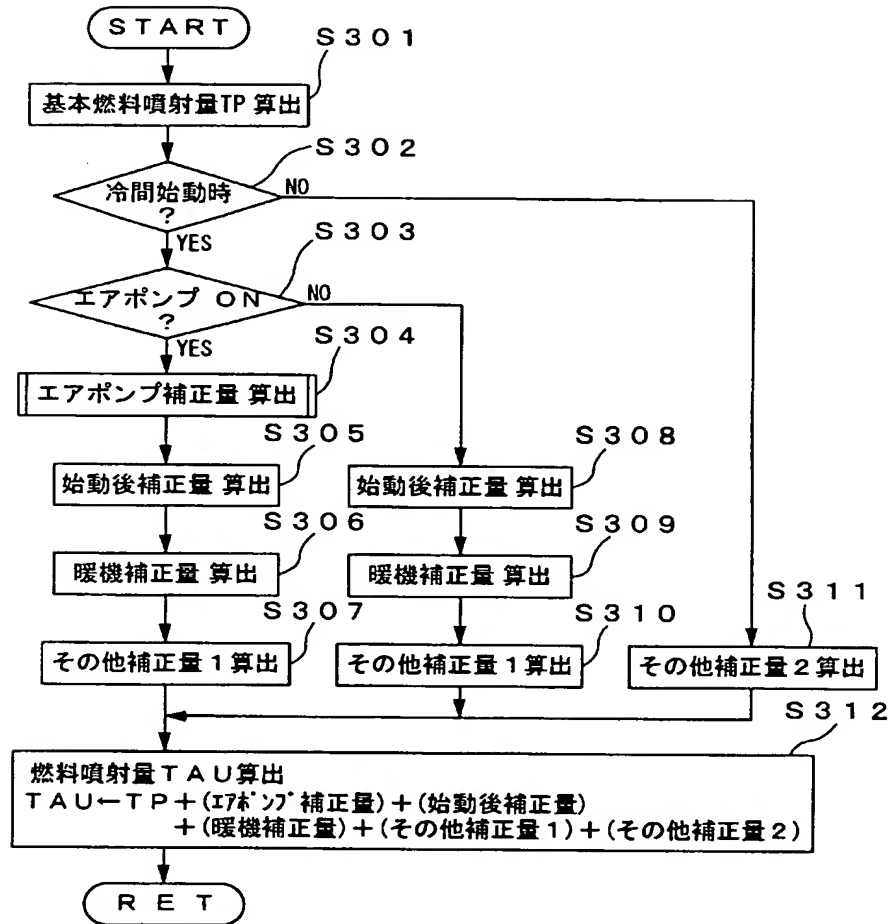 START
S301
基本燃料噴射量TP 算出
S302
冷間始動時
?
NO
YES
S303
エアポンプ ON
?
NO
YES
S304
エアポンプ補正量 算出
S305
始動後補正量 算出
S308
始動後補正量 算出
S306
暖機補正量 算出
S309
暖機補正量 算出
S307
その他補正量1算出
S310
その他補正量1算出
S311
その他補正量2算出
S312
燃料噴射量TAU算出
TAU←TP+(エアポンプ補正量)+(始動後補正量)
+(暖機補正量)+(その他補正量1)+(その他補正量2)
RET